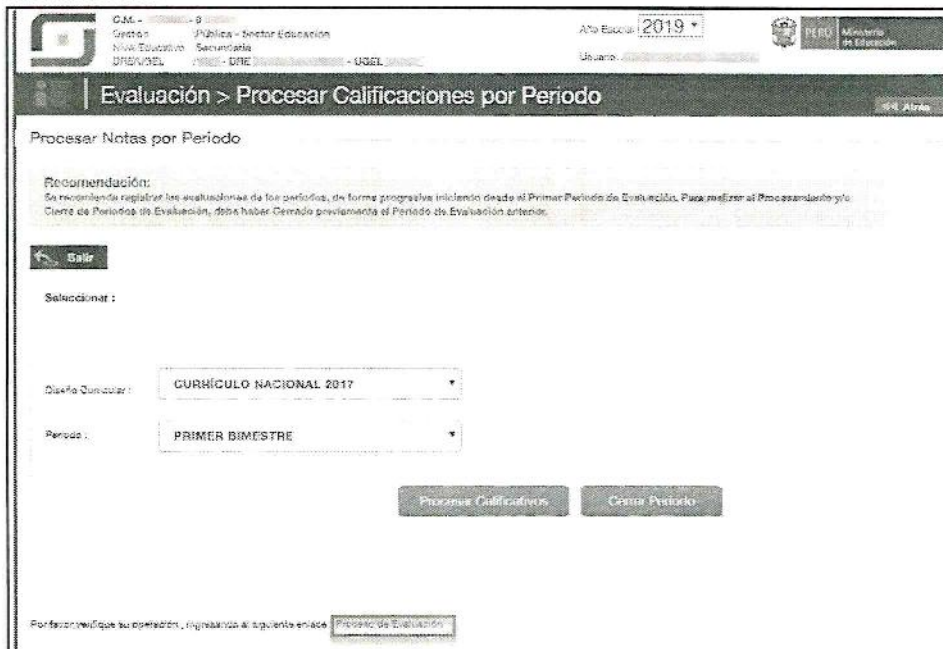 C.M. - - 0
Gestión : Pública - Sector Educación
Nivel Educativo : Secundaria
DRE/UGEL : - DRE - UGEL
Año Escolar 2019
Usuario:
PERÚ Ministerio de Educación
Evaluación > Procesar Calificaciones por Periodo
Atrás
Procesar Notas por Periodo
Recomendación:
Se recomienda registrar las evaluaciones de los periodos, de forma progresiva iniciando desde el Primer Periodo de Evaluación. Para realizar el Procesamiento y/o
Cierre de Periodos de Evaluación, debe haber Cerrado previamente el Periodo de Evaluación anterior.
Salir
Seleccionar :
Diseño Curricular : CURRÍCULO NACIONAL 2017
Periodo : PRIMER BIMESTRE
Procesar Calificativos Cerrar Periodo
Por favor verifique su operación, ingresando al siguiente enlace Proceso de Evaluación